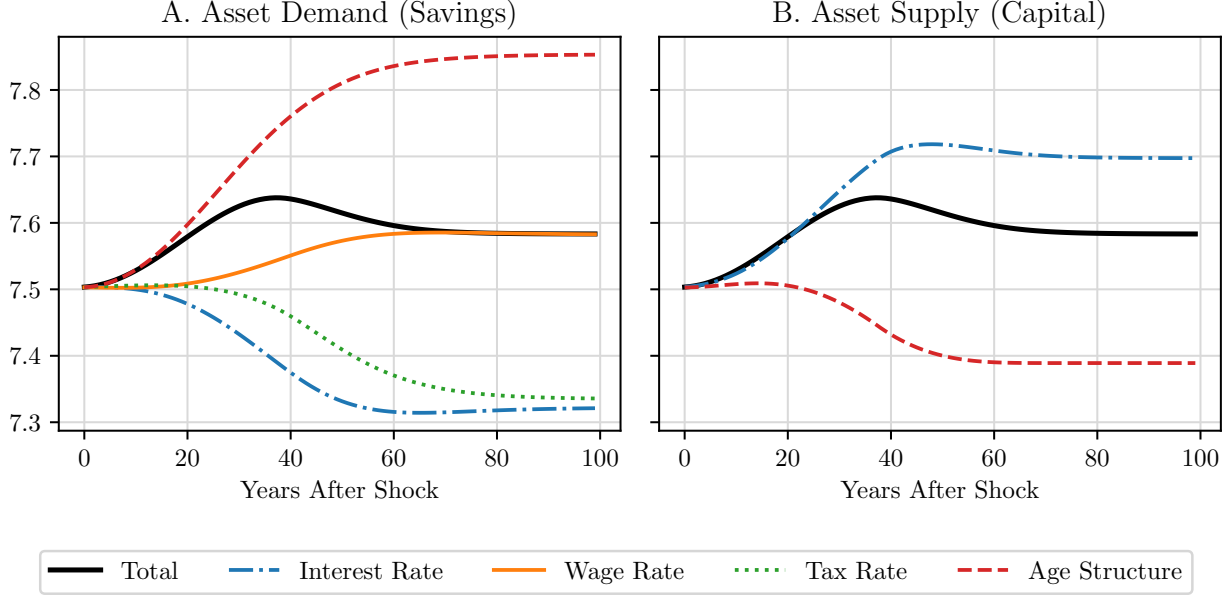 A. Asset Demand (Savings)
B. Asset Supply (Capital)
7.8
7.7
7.6
7.5
7.4
7.3
0 20 40 60 80 100
0 20 40 60 80 100
Years After Shock
Years After Shock
Total Interest Rate Wage Rate Tax Rate Age Structure